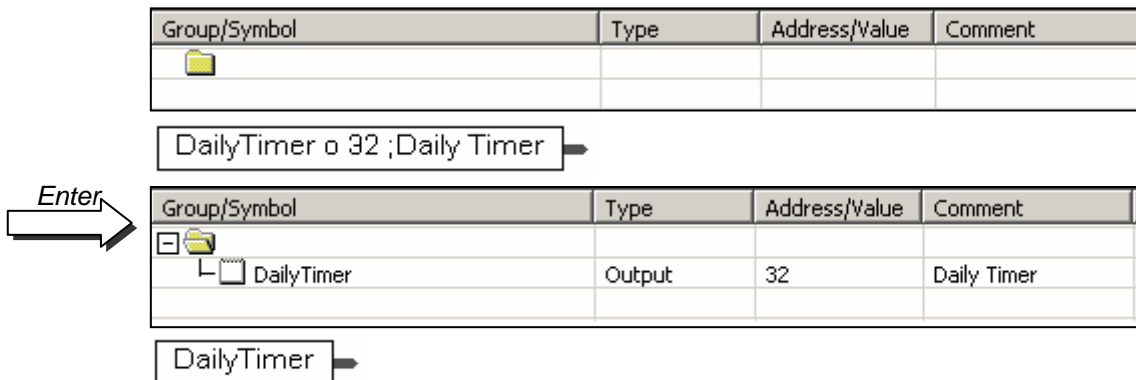 Group/Symbol Type Address/Value Comment
DailyTimer o 32 ;Daily Timer
Enter
Group/Symbol Type Address/Value Comment
DailyTimer Output 32 Daily Timer
DailyTimer